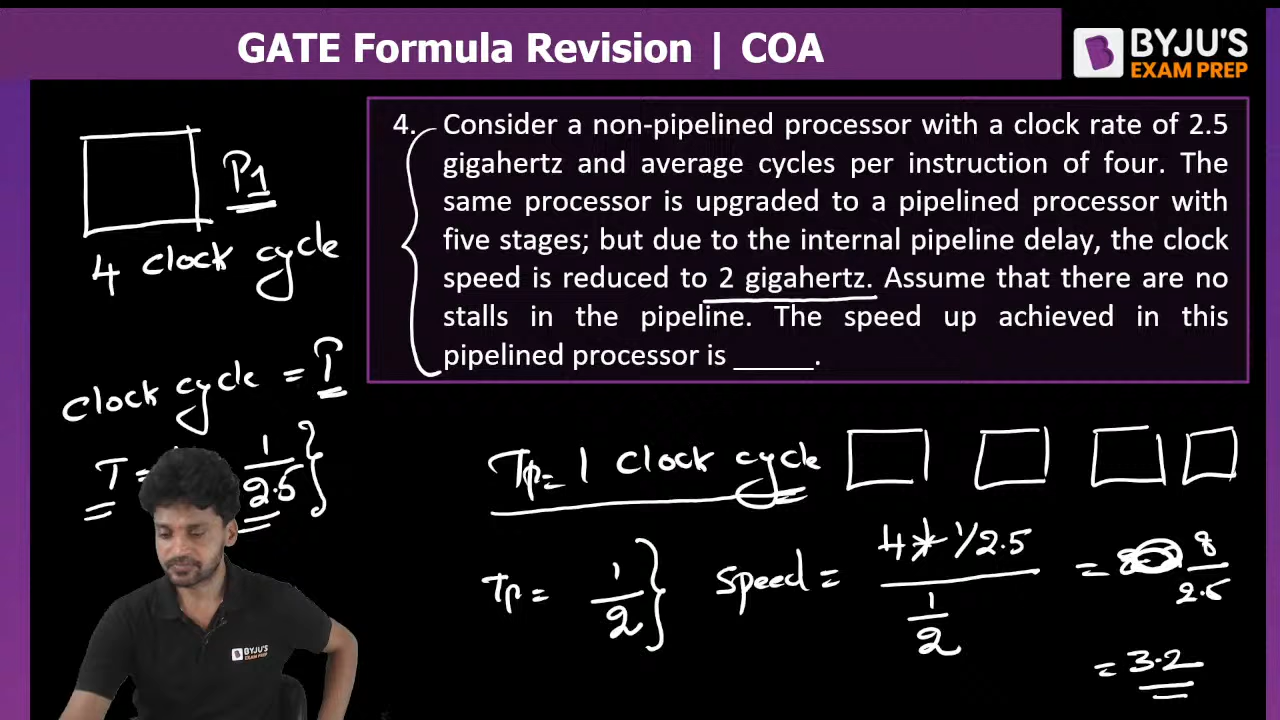 GATE Formula Revision | COA
BYJU'S
EXAM PREP
4. Consider a non-pipelined processor with a clock rate of 2.5
gigahertz and average cycles per instruction of four. The
same processor is upgraded to a pipelined processor with
five stages; but due to the internal pipeline delay, the clock
speed is reduced to 2 gigahertz. Assume that there are no
stalls in the pipeline. The speed up achieved in this
pipelined processor is _____.
P1
4 clock cycle
clock cycle = T
T = 1/2.5
Tp = 1 clock cycle
Tp = 1/2
speed = 4 * 1/2.5 / 1/2
= 8/2.5
= 3.2
BYJU'S
EXAM PREP